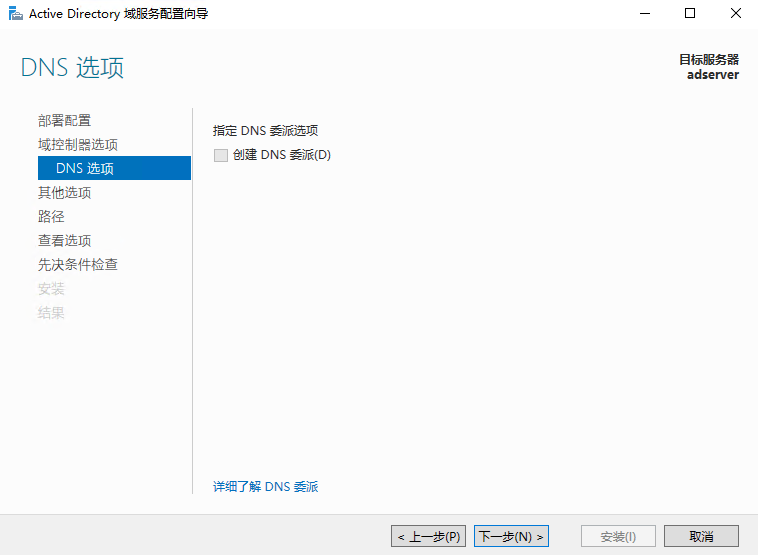 Active Directory 域服务配置向导
DNS 选项
目标服务器
adserver
部署配置
域控制器选项
DNS 选项
其他选项
路径
查看选项
先决条件检查
安装
结果
指定 DNS 委派选项
创建 DNS 委派(D)
详细了解 DNS 委派
< 上一步(P)
下一步(N) >
安装(I)
取消